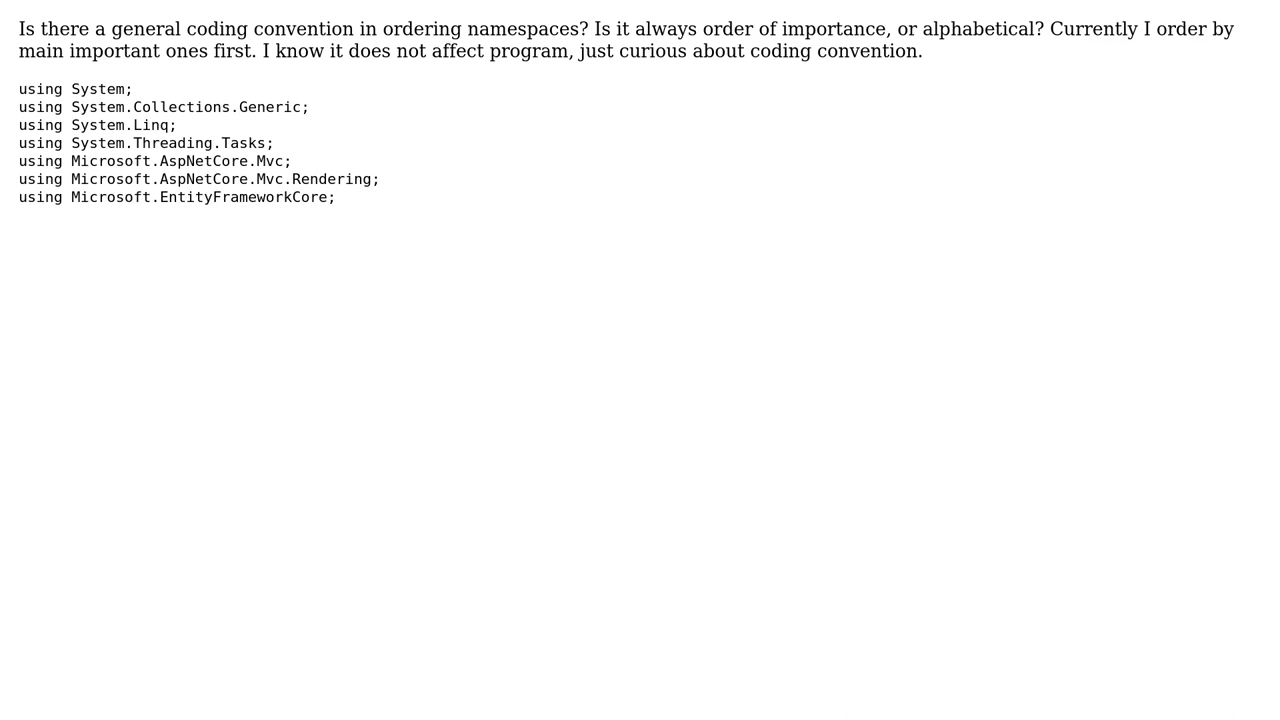 Is there a general coding convention in ordering namespaces? Is it always order of importance, or alphabetical? Currently I order by
main important ones first. I know it does not affect program, just curious about coding convention.
using System;
using System.Collections.Generic;
using System.Linq;
using System.Threading.Tasks;
using Microsoft.AspNetCore.Mvc;
using Microsoft.AspNetCore.Mvc.Rendering;
using Microsoft.EntityFrameworkCore;